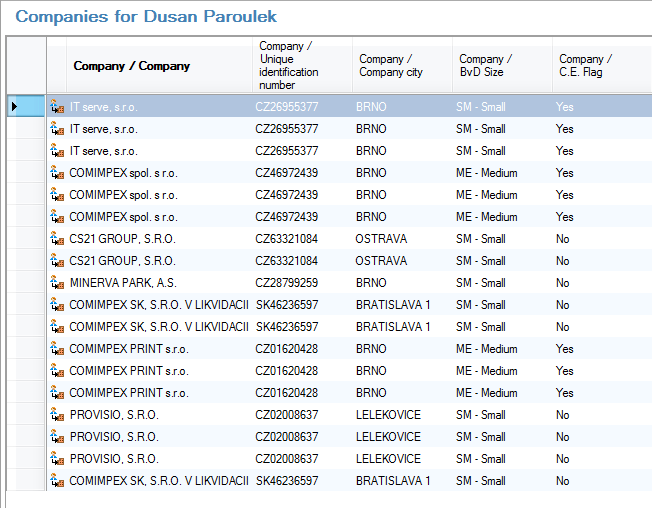 Companies for Dusan Paroulek
Company / Company	Company / Unique identification number	Company / Company city	Company / BvD Size	Company / C.E. Flag
IT serve, s.r.o.	CZ26955377	BRNO	SM - Small	Yes
IT serve, s.r.o.	CZ26955377	BRNO	SM - Small	Yes
IT serve, s.r.o.	CZ26955377	BRNO	SM - Small	Yes
COMIMPEX spol. s r.o.	CZ46972439	BRNO	ME - Medium	Yes
COMIMPEX spol. s r.o.	CZ46972439	BRNO	ME - Medium	Yes
COMIMPEX spol. s r.o.	CZ46972439	BRNO	ME - Medium	Yes
CS21 GROUP, S.R.O.	CZ63321084	OSTRAVA	SM - Small	No
CS21 GROUP, S.R.O.	CZ63321084	OSTRAVA	SM - Small	No
MINERVA PARK, A.S.	CZ28799259	BRNO	SM - Small	No
COMIMPEX SK, S.R.O. V LIKVIDACII	SK46236597	BRATISLAVA 1	SM - Small	No
COMIMPEX SK, S.R.O. V LIKVIDACII	SK46236597	BRATISLAVA 1	SM - Small	No
COMIMPEX PRINT s.r.o.	CZ01620428	BRNO	ME - Medium	Yes
COMIMPEX PRINT s.r.o.	CZ01620428	BRNO	ME - Medium	Yes
COMIMPEX PRINT s.r.o.	CZ01620428	BRNO	ME - Medium	Yes
PROVISIO, S.R.O.	CZ02008637	LELEKOVICE	SM - Small	No
PROVISIO, S.R.O.	CZ02008637	LELEKOVICE	SM - Small	No
PROVISIO, S.R.O.	CZ02008637	LELEKOVICE	SM - Small	No
COMIMPEX SK, S.R.O. V LIKVIDACII	SK46236597	BRATISLAVA 1	SM - Small	No